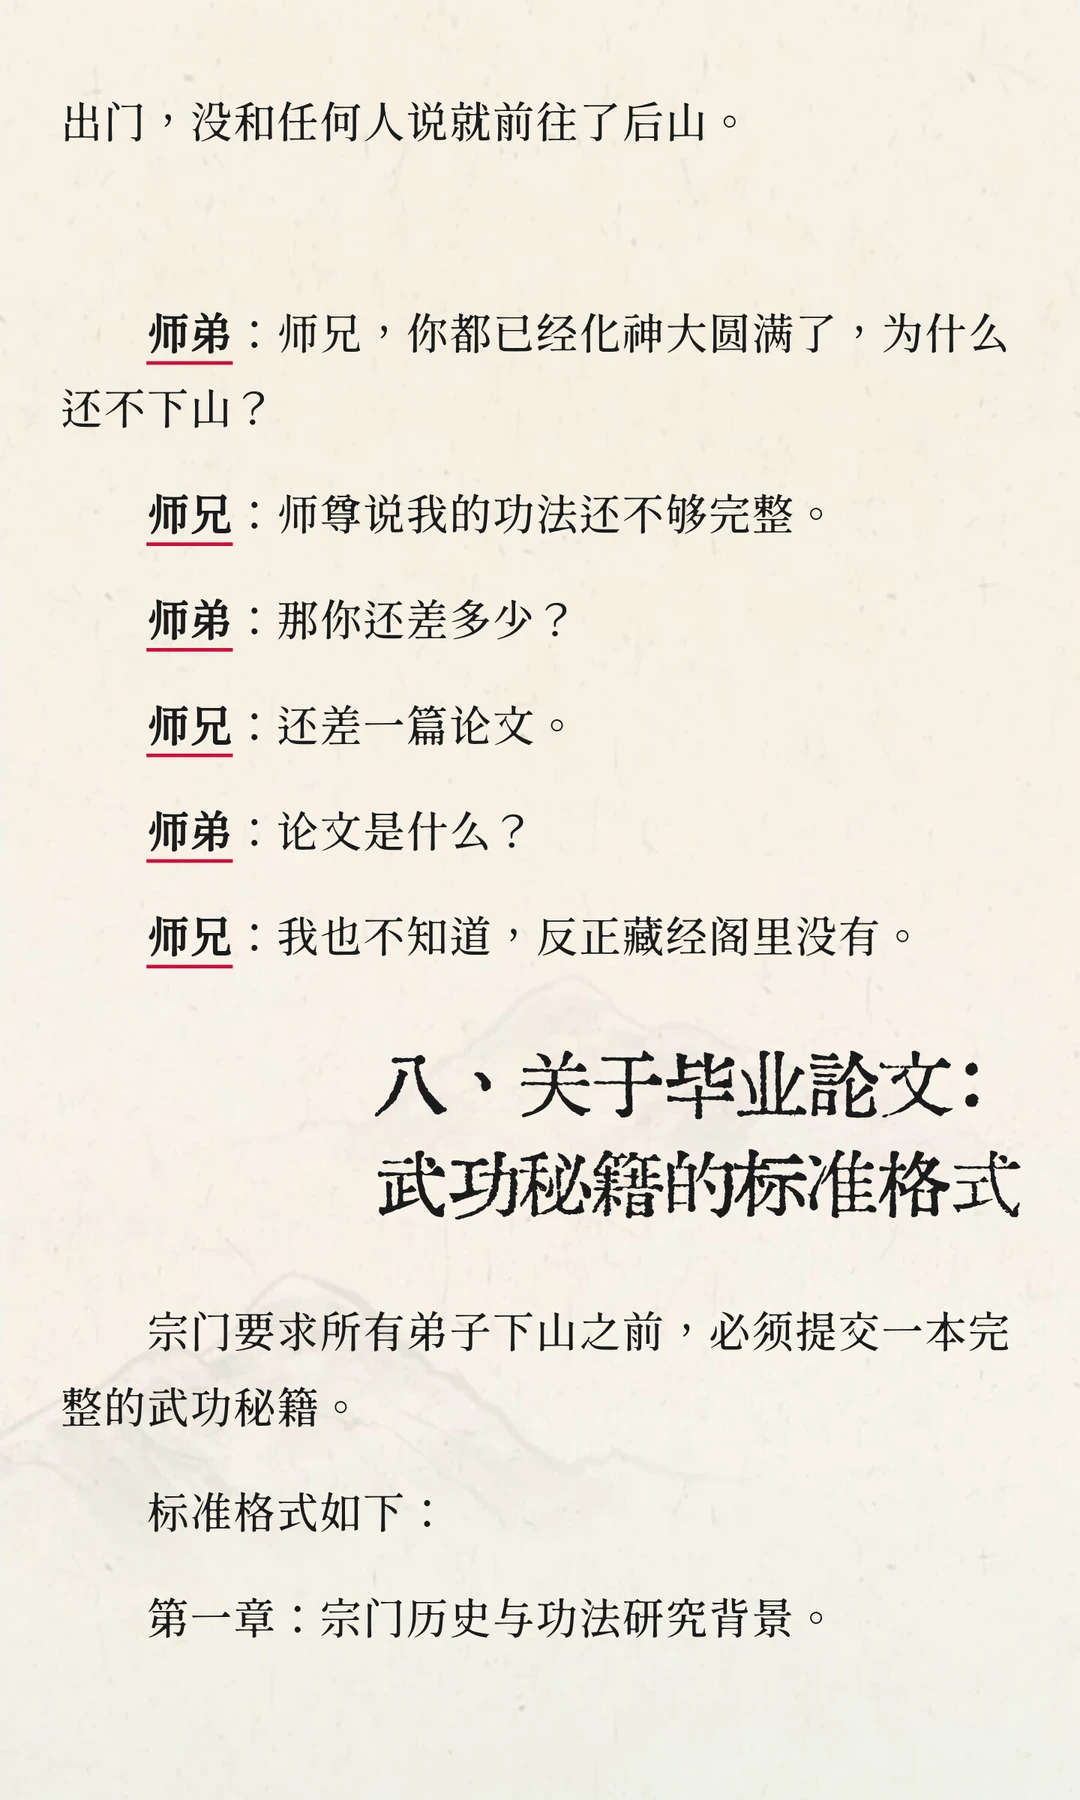 出门，没和任何人说就前往了后山。
师弟：师兄，你都已经化神大圆满了，为什么
还不下山？
师兄：师尊说我的功法还不够完整。
师弟：那你还差多少？
师兄：还差一篇论文。
师弟：论文是什么？
师兄：我也不知道，反正藏经阁里没有。
八、关于毕业論文：
武功秘籍的标准格式
宗门要求所有弟子下山之前，必须提交一本完
整的武功秘籍。
标准格式如下：
第一章：宗门历史与功法研究背景。